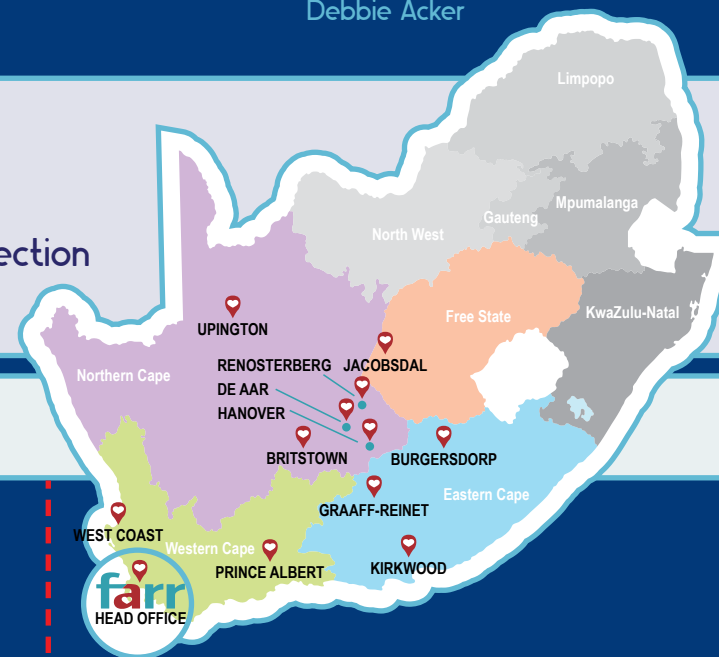 Debbie Acker
Limpopo
Mpumalanga
Gauteng
North West
ection
KwaZulu-Natal
Free State
UPINGTON
RENOSTERBERG
JACOBSDAL
Northern Cape
DE AAR
HANOVER
BRITSTOWN
BURGERSDORP
Eastern Cape
GRAAFF-REINET
WEST COAST
Western Cape
PRINCE ALBERT
KIRKWOOD
farr
HEAD OFFICE